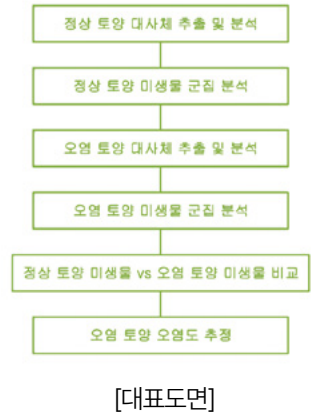 정상 토양 대사체 추출 및 분석
정상 토양 미생물 군집 분석
오염 토양 대사체 추출 및 분석
오염 토양 미생물 군집 분석
정상 토양 미생물 vs 오염 토양 미생물 비교
오염 토양 오염도 추정
[대표도면]